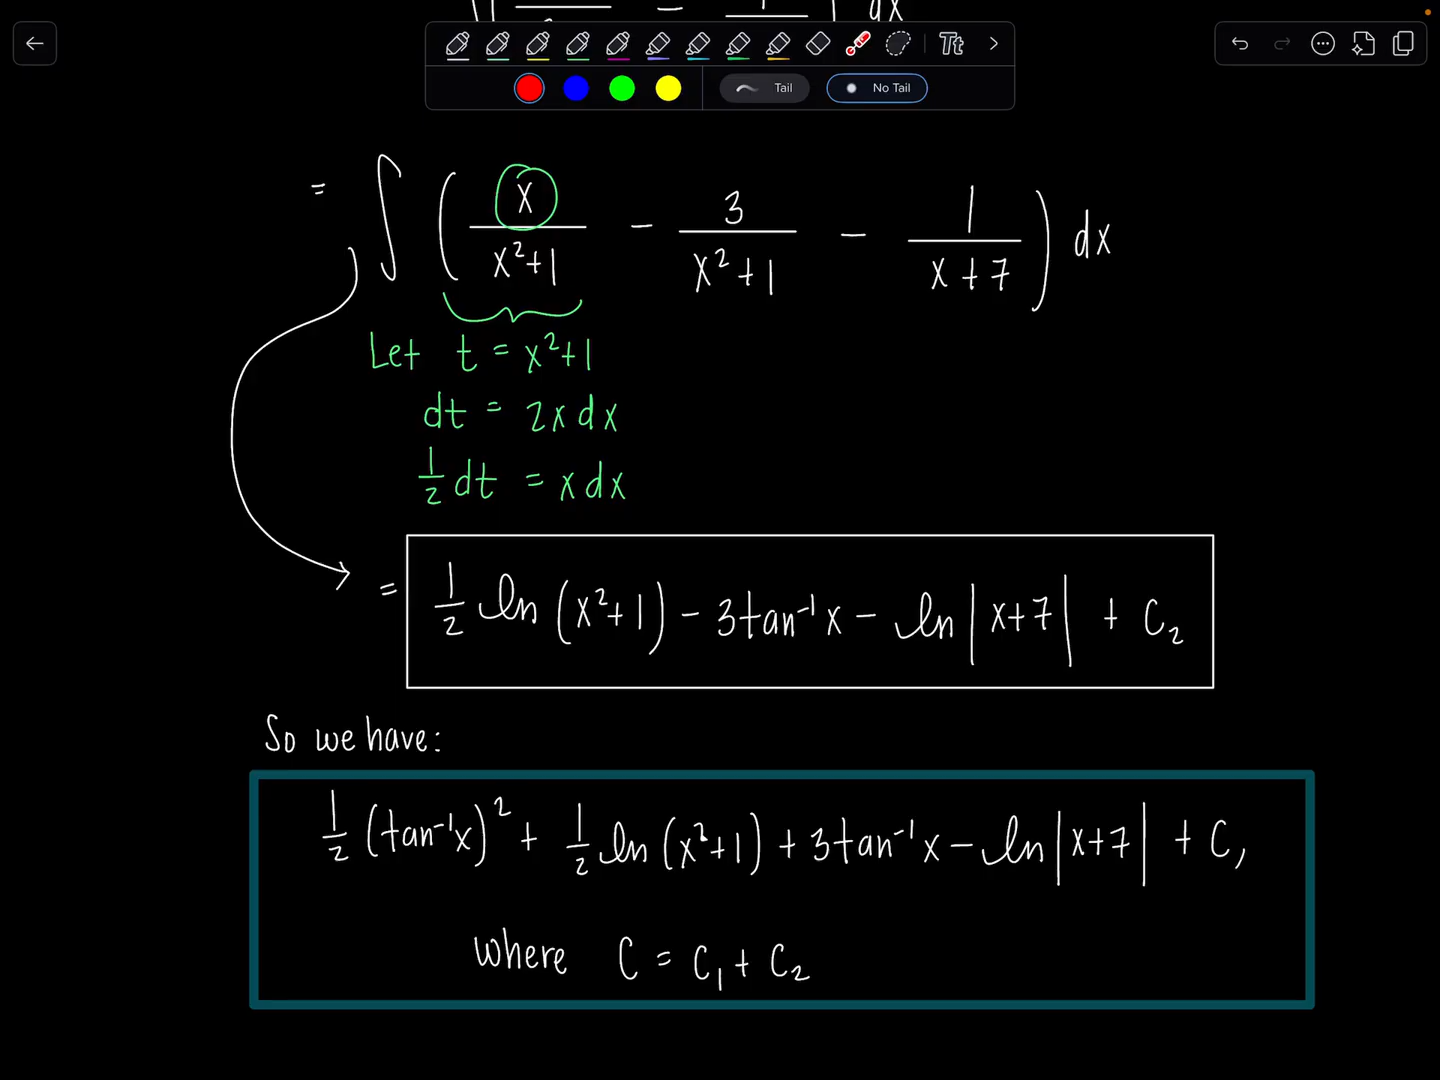 dx
Tt
Tail
No Tail
= ∫ ( x/(x²+1) − 3/(x²+1) − 1/(x+7) ) dx
Let t = x²+1
dt = 2x dx
1/2 dt = x dx
= 1/2 ln (x²+1) − 3tan⁻¹x − ln |x+7| + C₂
So we have:
1/2 (tan⁻¹x)² + 1/2 ln (x²+1) + 3tan⁻¹x − ln |x+7| + C,
where C = C₁ + C₂